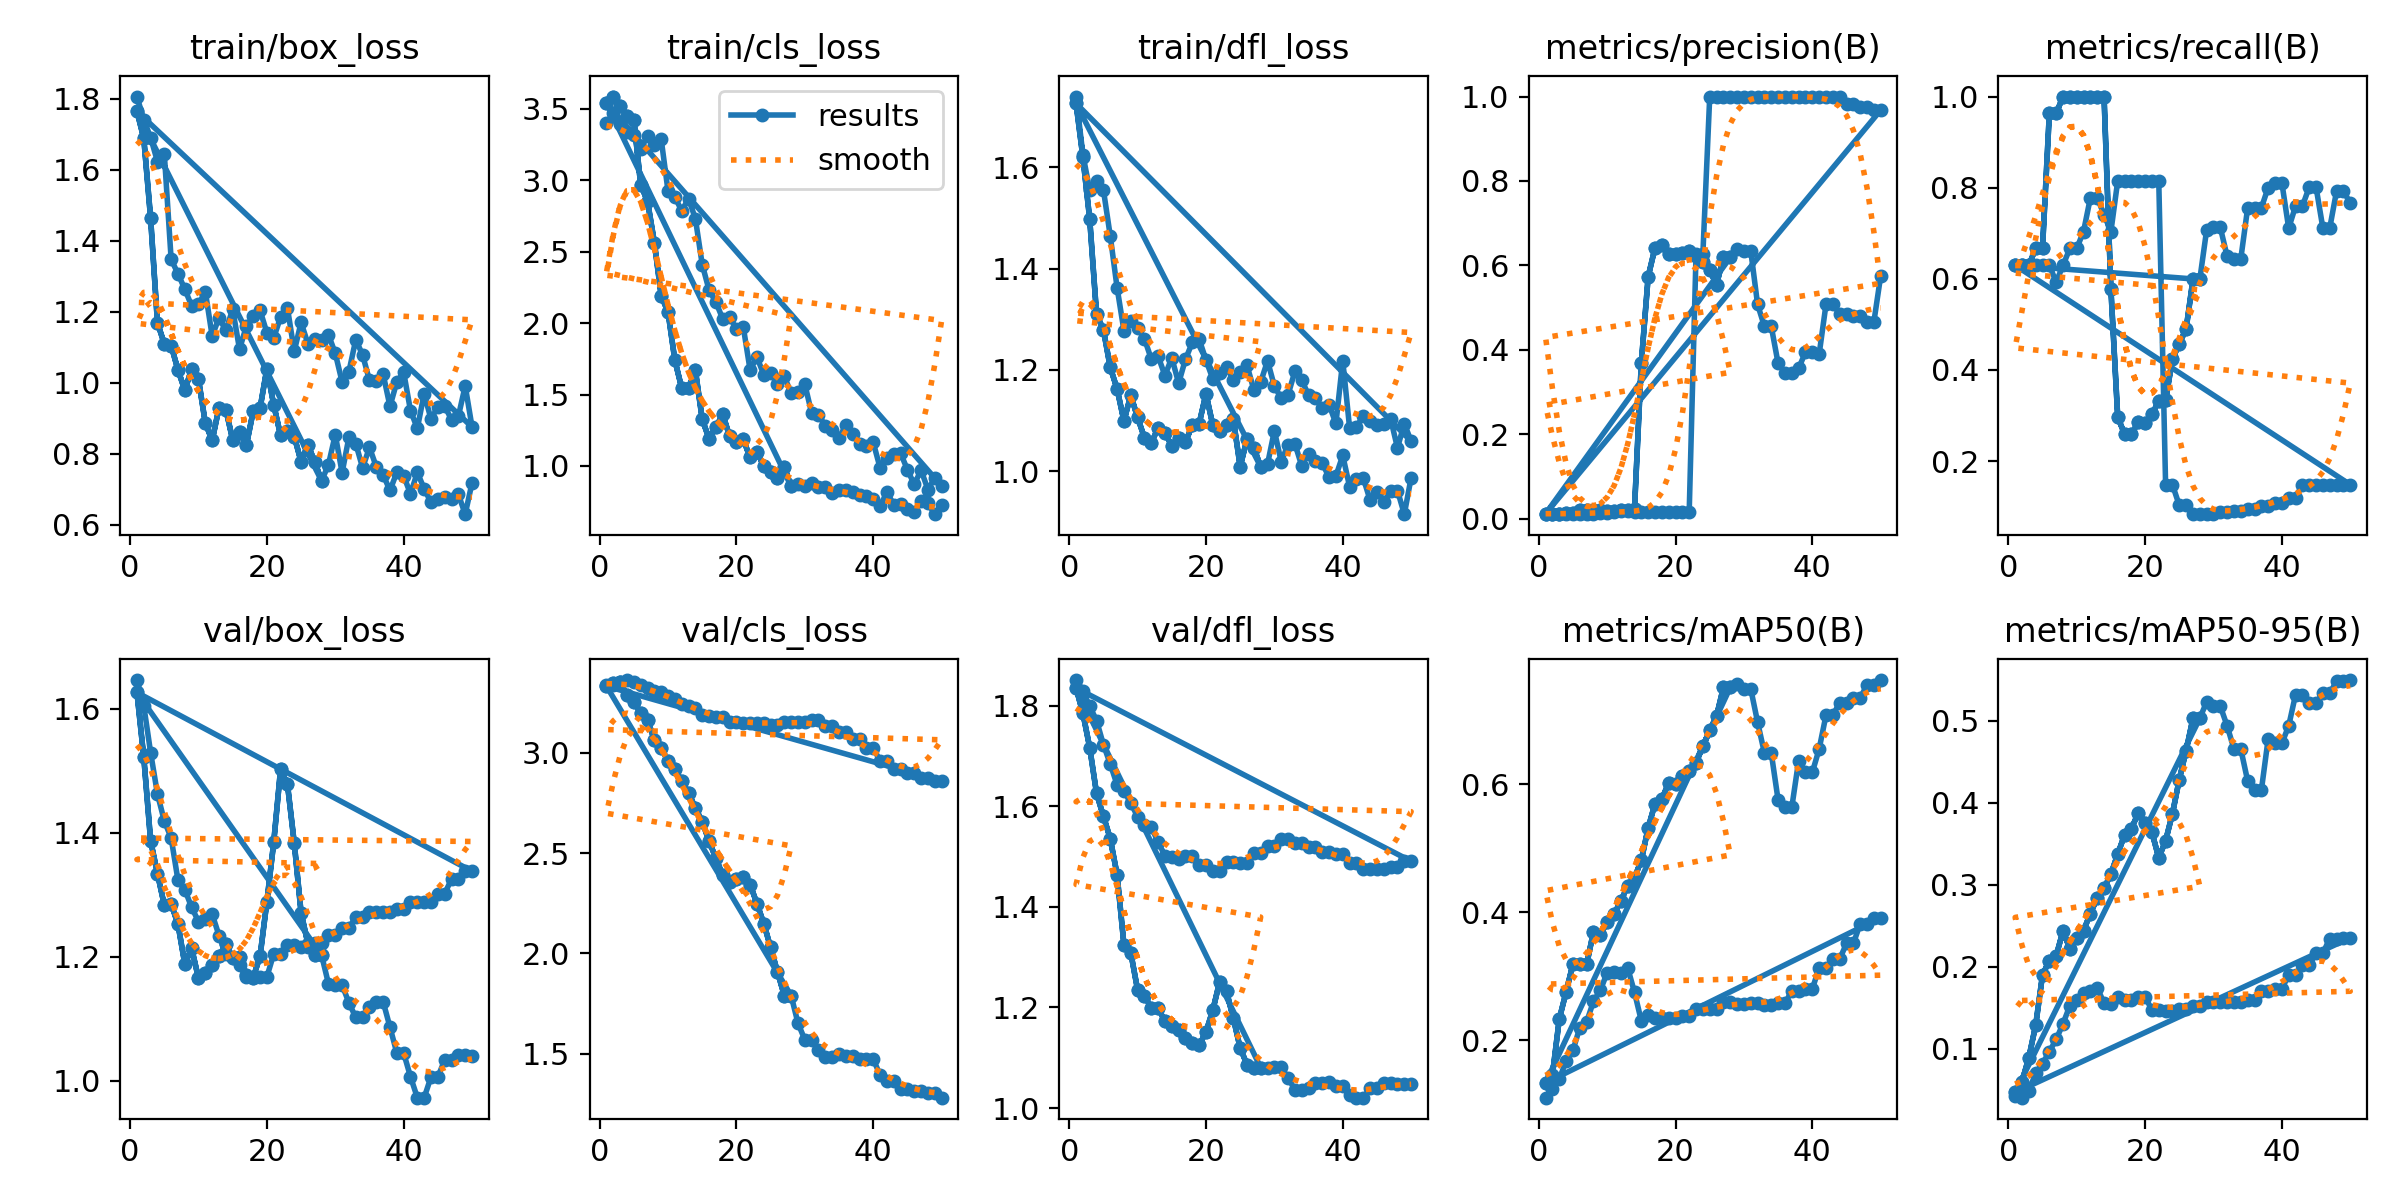 train/box_loss
train/cls_loss
train/dfl_loss
metrics/precision(B)
metrics/recall(B)
1.8
1.6
1.4
1.2
1.0
0.8
0.6
0 20 40
results
smooth
3.5
3.0
2.5
2.0
1.5
1.0
0 20 40
1.6
1.4
1.2
1.0
0 20 40
1.0
0.8
0.6
0.4
0.2
0.0
0 20 40
1.0
0.8
0.6
0.4
0.2
0 20 40
val/box_loss
val/cls_loss
val/dfl_loss
metrics/mAP50(B)
metrics/mAP50-95(B)
1.6
1.4
1.2
1.0
0 20 40
3.0
2.5
2.0
1.5
0 20 40
1.8
1.6
1.4
1.2
1.0
0 20 40
0.6
0.4
0.2
0 20 40
0.5
0.4
0.3
0.2
0.1
0 20 40